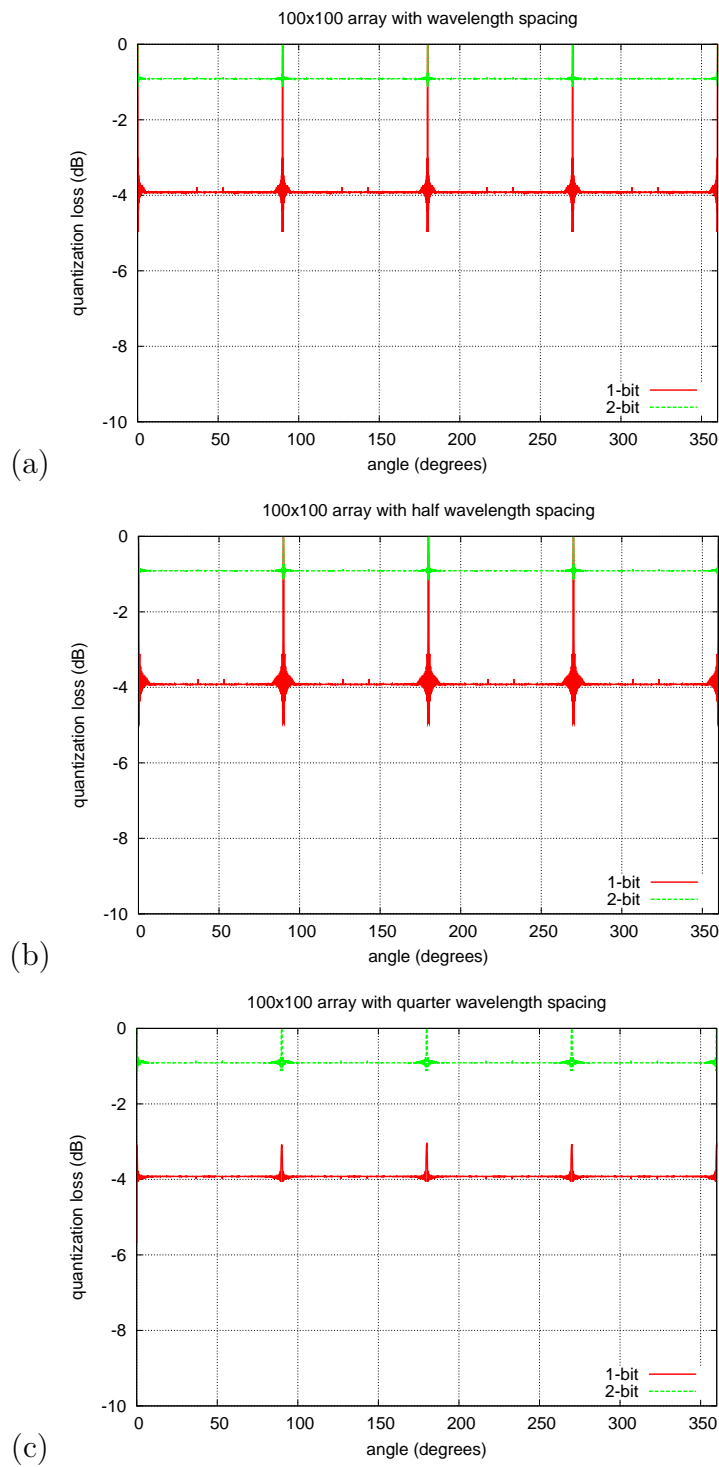 100x100 array with wavelength spacing
0
-2
-4
-6
-8
-10
quantization loss (dB)
1-bit
2-bit
0 50 100 150 200 250 300 350
angle (degrees)
(a)
100x100 array with half wavelength spacing
0
-2
-4
-6
-8
-10
quantization loss (dB)
1-bit
2-bit
0 50 100 150 200 250 300 350
angle (degrees)
(b)
100x100 array with quarter wavelength spacing
0
-2
-4
-6
-8
-10
quantization loss (dB)
1-bit
2-bit
0 50 100 150 200 250 300 350
angle (degrees)
(c)